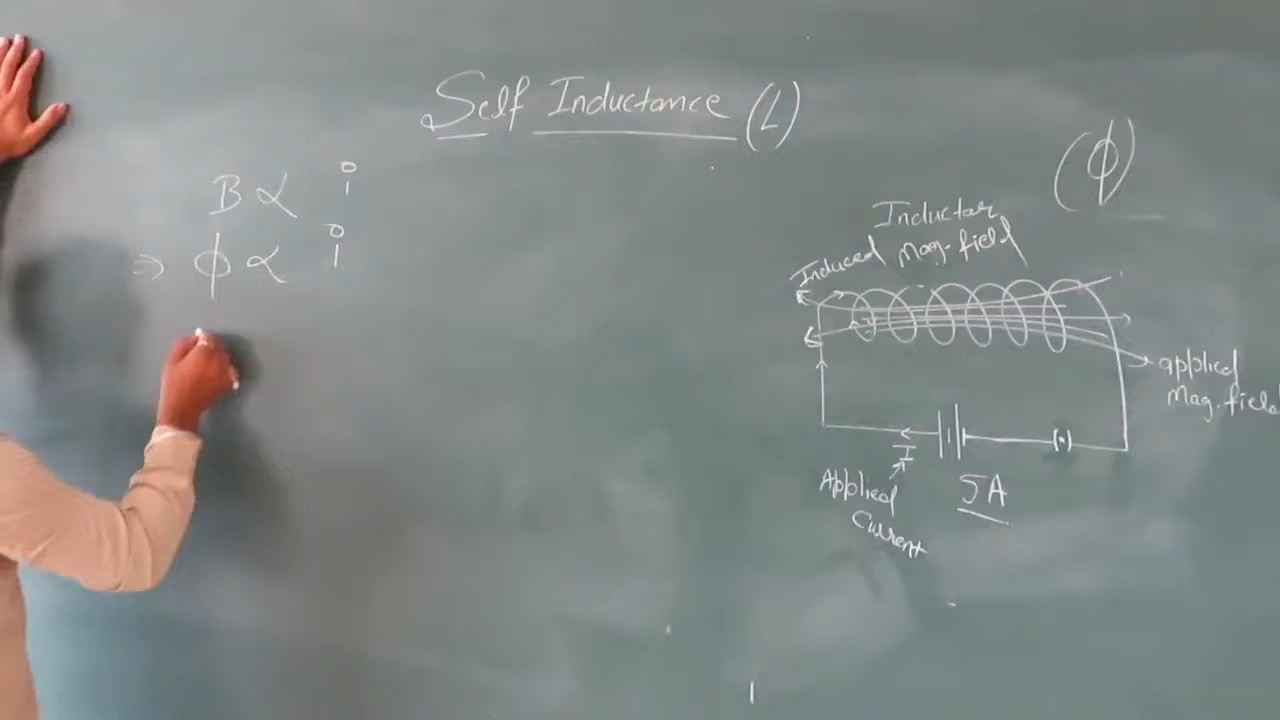 Self Inductance (L)
B ∝ i
⇒ ϕ ∝ i
(ϕ)
Inductor
Induced Mag. field
applied
Mag. field
I
Applied
Current
5A